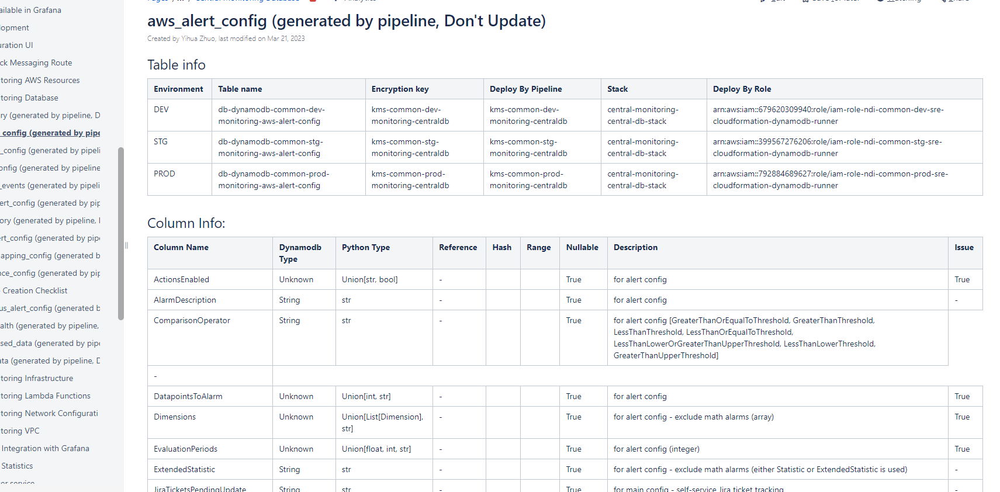 ailable in Grafana
lopment
uration UI
ck Messaging Route
toring AWS Resources
toring Database
ry (generated by pipeline, D
_config (generated by pipe
_config (generated by pipeli
onfig (generated by pipeline
_events (generated by pipeli
ert_config (generated by pip
ory (generated by pipeline, I
rt_config (generated by pipe
apping_config (generated b
nce_config (generated by pip
Creation Checklist
us_alert_config (generated b
alth (generated by pipeline,
sed_data (generated by pipe
ata (generated by pipeline, D
toring Infrastructure
toring Lambda Functions
toring Network Configurati
toring VPC
Integration with Grafana
Statistics
aws_alert_config (generated by pipeline, Don't Update)
Created by Yihua Zhuo, last modified on Mar 21, 2023
Table info
Environment Table name Encryption key Deploy By Pipeline Stack Deploy By Role
DEV db-dynamodb-common-dev- kms-common-dev- kms-common-dev- central-monitoring- arn:aws:iam::679620309940:role/iam-role-ndi-common-dev-sre-
monitoring-aws-alert-config monitoring-centraldb monitoring-centraldb central-db-stack cloudformation-dynamodb-runner
STG db-dynamodb-common-stg- kms-common-stg- kms-common-stg- central-monitoring- arn:aws:iam::399567276206:role/iam-role-ndi-common-stg-sre-
monitoring-aws-alert-config monitoring-centraldb monitoring-centraldb central-db-stack cloudformation-dynamodb-runner
PROD db-dynamodb-common-prod- kms-common-prod- kms-common-prod- central-monitoring- arn:aws:iam::792884689627:role/iam-role-ndi-common-prod-sre-
monitoring-aws-alert-config monitoring-centraldb monitoring-centraldb central-db-stack cloudformation-dynamodb-runner
Column Info:
Column Name Dynamodb Python Type Reference Hash Range Nullable Description Issue
Type
ActionsEnabled Unknown Union[str, bool] - True for alert config True
AlarmDescription String str - True for alert config -
ComparisonOperator String str - True for alert config [GreaterThanOrEqualToThreshold, GreaterThanThreshold,
LessThanThreshold, LessThanOrEqualToThreshold,
LessThanLowerOrGreaterThanUpperThreshold, LessThanLowerThreshold,
GreaterThanUpperThreshold]
-
DatapointsToAlarm Unknown Union[int, str] - True for alert config True
Dimensions Unknown Union[List[Dimension], - True for alert config - exclude math alarms (array) True
str]
EvaluationPeriods Unknown Union[float, int, str] - True for alert config (integer) True
ExtendedStatistic String str - True for alert config - exclude math alarms (either Statistic or ExtendedStatistic is used) -
JiraTicketsPendingUpdate String str - True for main config - self-service Jira ticket tracking -